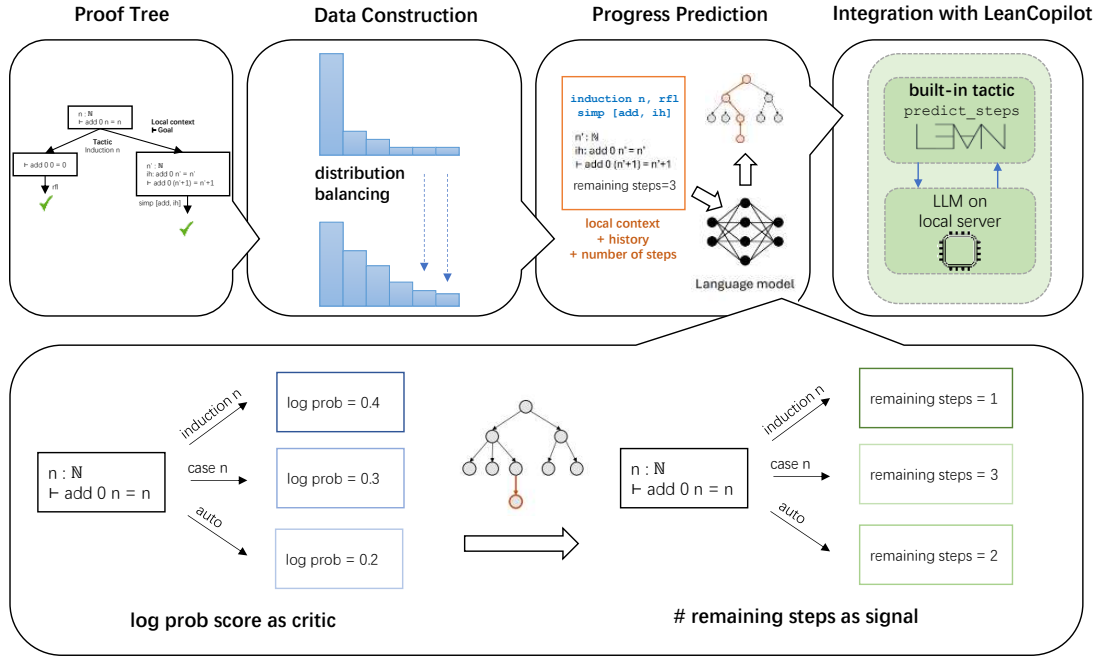 Proof Tree
Data Construction
Progress Prediction
Integration with LeanCopilot
n : ℕ
⊢ add 0 n = n
Local context
⊢ Goal
Tactic
Induction n
⊢ add 0 0 = 0
n' : ℕ
ih: add 0 n' = n'
⊢ add 0 (n'+1) = n'+1
rfl
simp [add, ih]
distribution
balancing
induction n, rfl
simp [add, ih]
n' : ℕ
ih: add 0 n' = n'
⊢ add 0 (n'+1) = n'+1
remaining steps=3
local context
+ history
+ number of steps
Language model
built-in tactic
predict_steps
L∃∀N
LLM on
local server
n : ℕ
⊢ add 0 n = n
induction n
case n
auto
log prob = 0.4
log prob = 0.3
log prob = 0.2
log prob score as critic
n : ℕ
⊢ add 0 n = n
induction n
case n
auto
remaining steps = 1
remaining steps = 3
remaining steps = 2
# remaining steps as signal